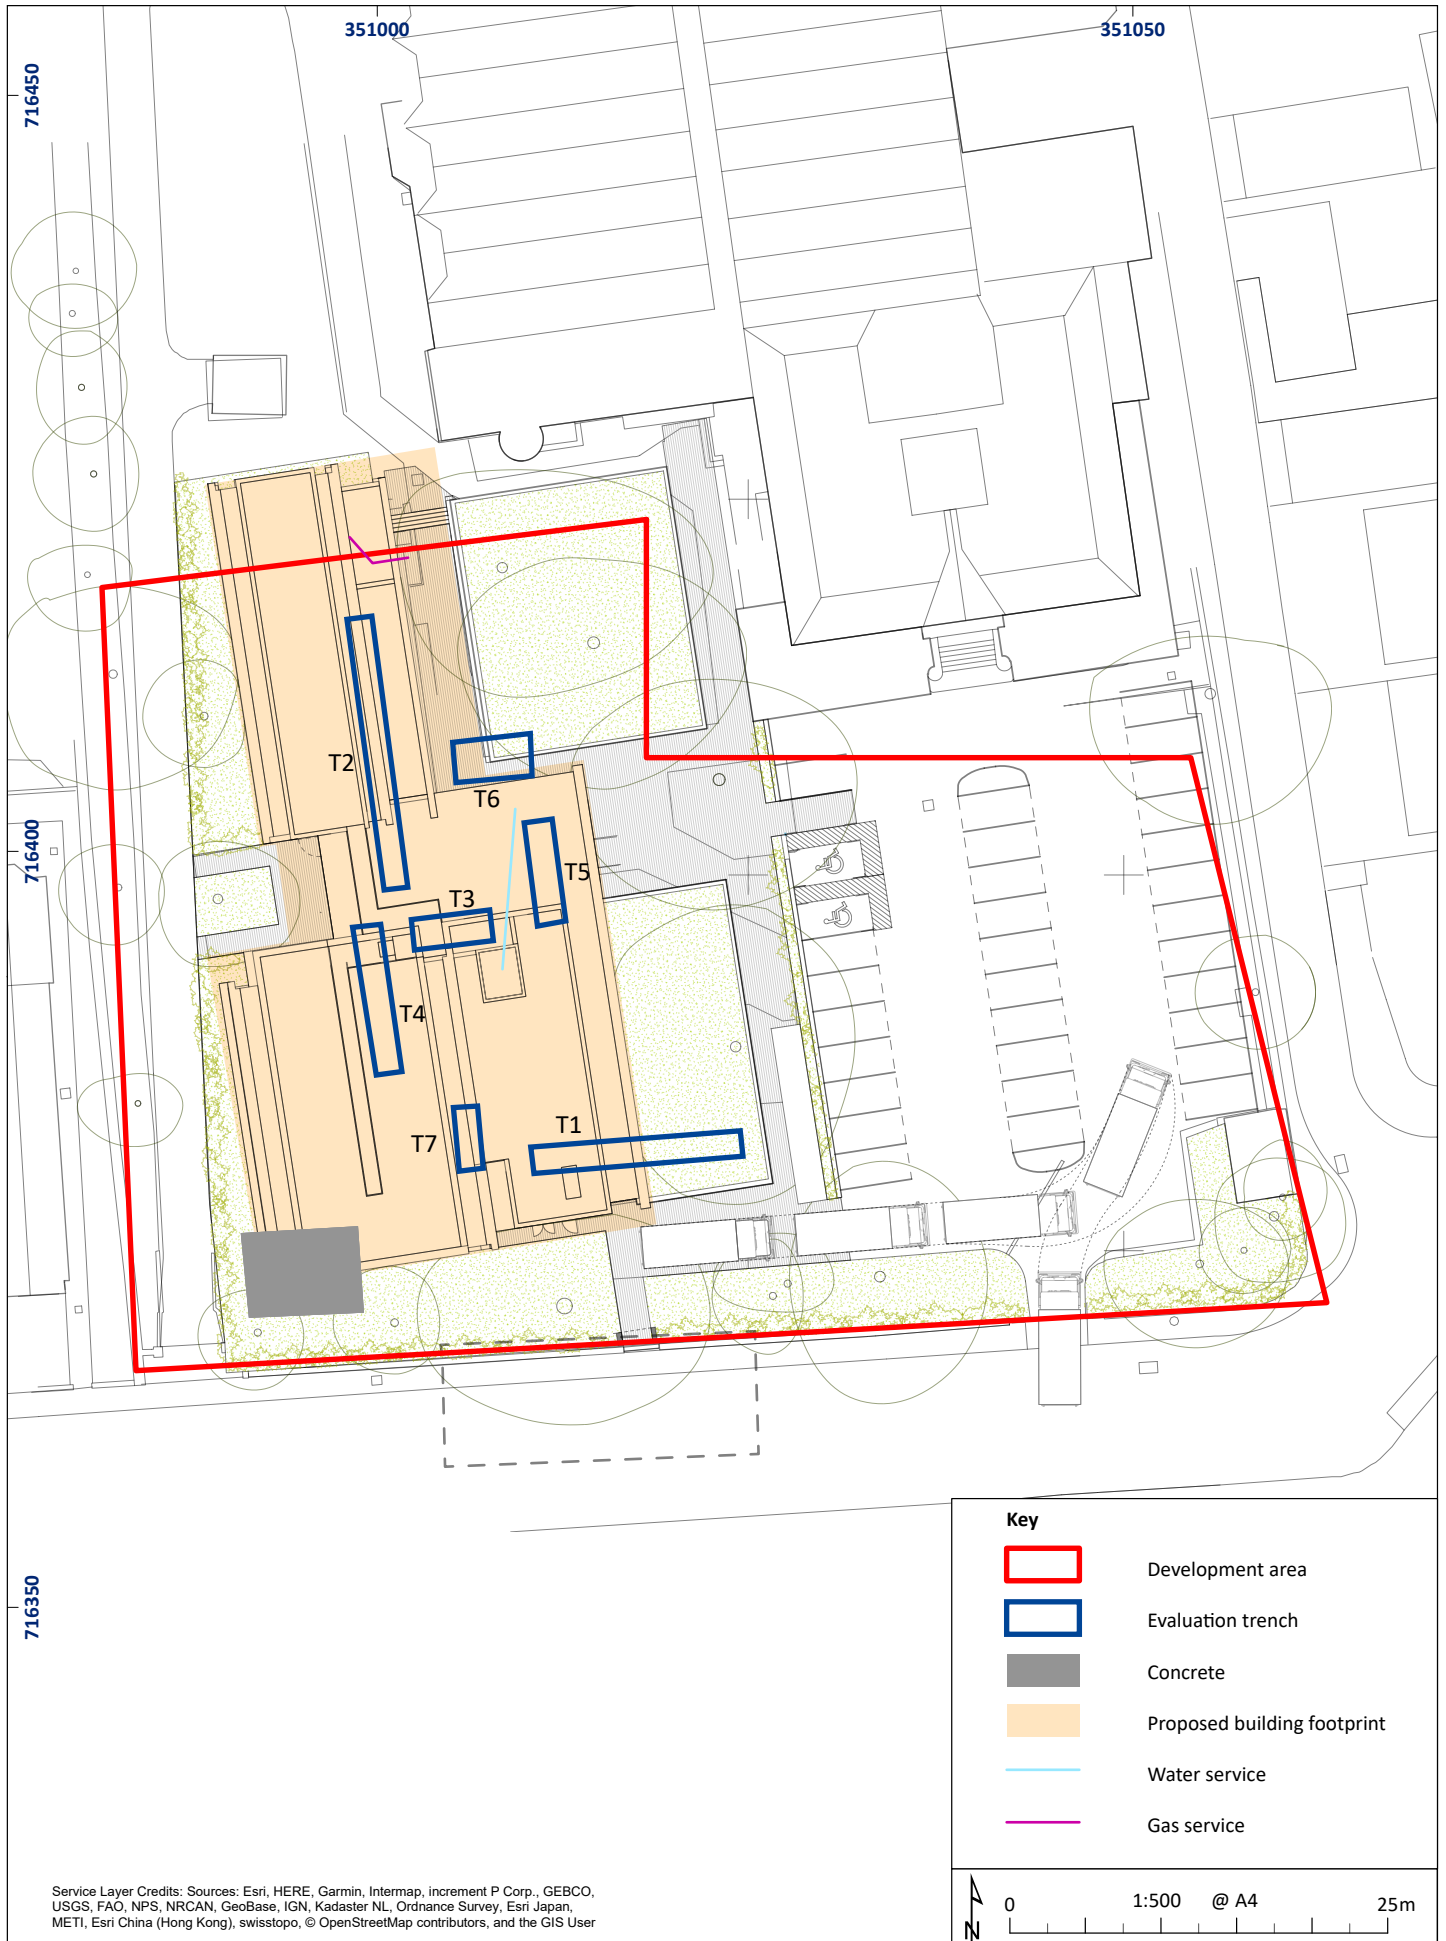 351000
351050
716450
716400
716350
T2
T6
T5
T3
T4
T1
T7
Key
Development area
Evaluation trench
Concrete
Proposed building footprint
Water service
Gas service
N
0
1:500 @ A4
25m
Service Layer Credits: Sources: Esri, HERE, Garmin, Intermap, increment P Corp., GEBCO,
USGS, FAO, NPS, NRCAN, GeoBase, IGN, Kadaster NL, Ordnance Survey, Esri Japan,
METI, Esri China (Hong Kong), swisstopo, © OpenStreetMap contributors, and the GIS User